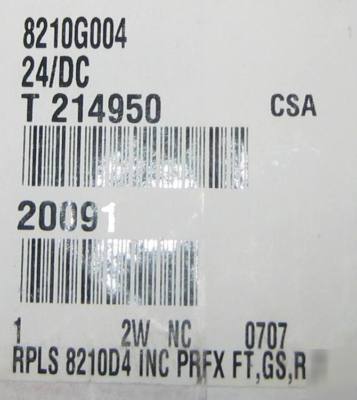 8210G004
24/DC
T 214950 CSA
20091
1 2W NC 0707
RPLS 8210D4 INC PRFX FT,GS,R